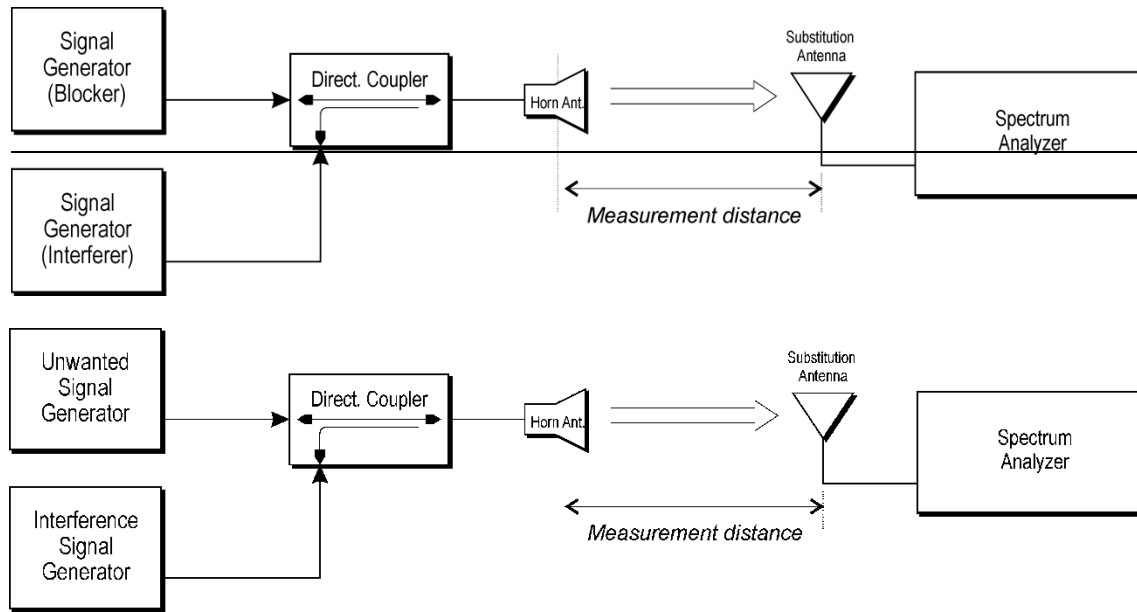 Signal
Generator
(Blocker)
Direct. Coupler
Horn Ant.
Substitution
Antenna
Spectrum
Analyzer
Signal
Generator
(Interferer)
Measurement distance
Unwanted
Signal
Generator
Direct. Coupler
Horn Ant.
Substitution
Antenna
Spectrum
Analyzer
Interference
Signal
Generator
Measurement distance